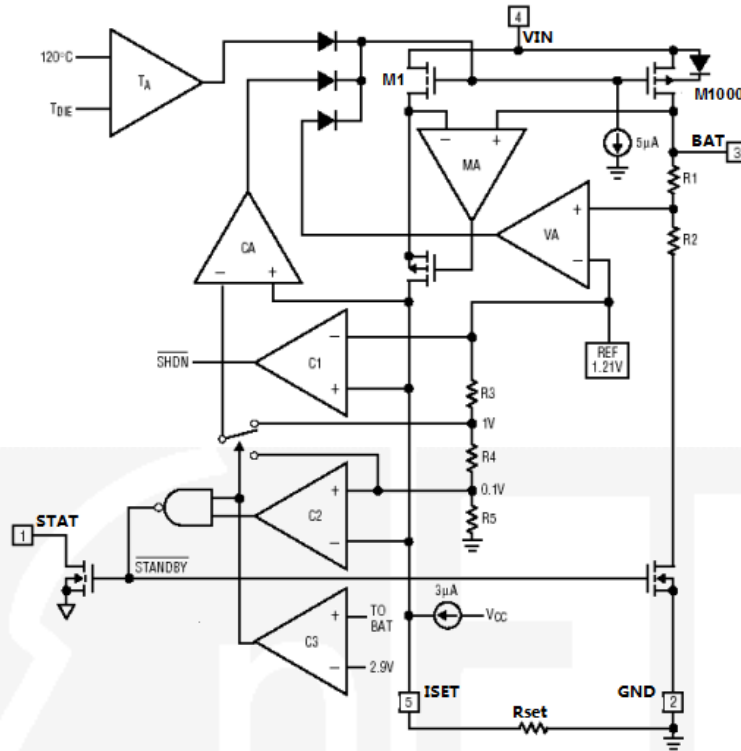 4
VIN
120°C
TA
TDIE
M1
M1000
5µA
BAT
3
− +
MA
R1
+
VA
−
R2
CA
− +
REF
1.21V
SHDN
−
C1
+
R3
1V
R4
0.1V
+
C2
−
R5
1
STAT
STANDBY
3µA
VCC
+
TO
BAT
C3
−
2.9V
5
ISET
GND
2
Rset